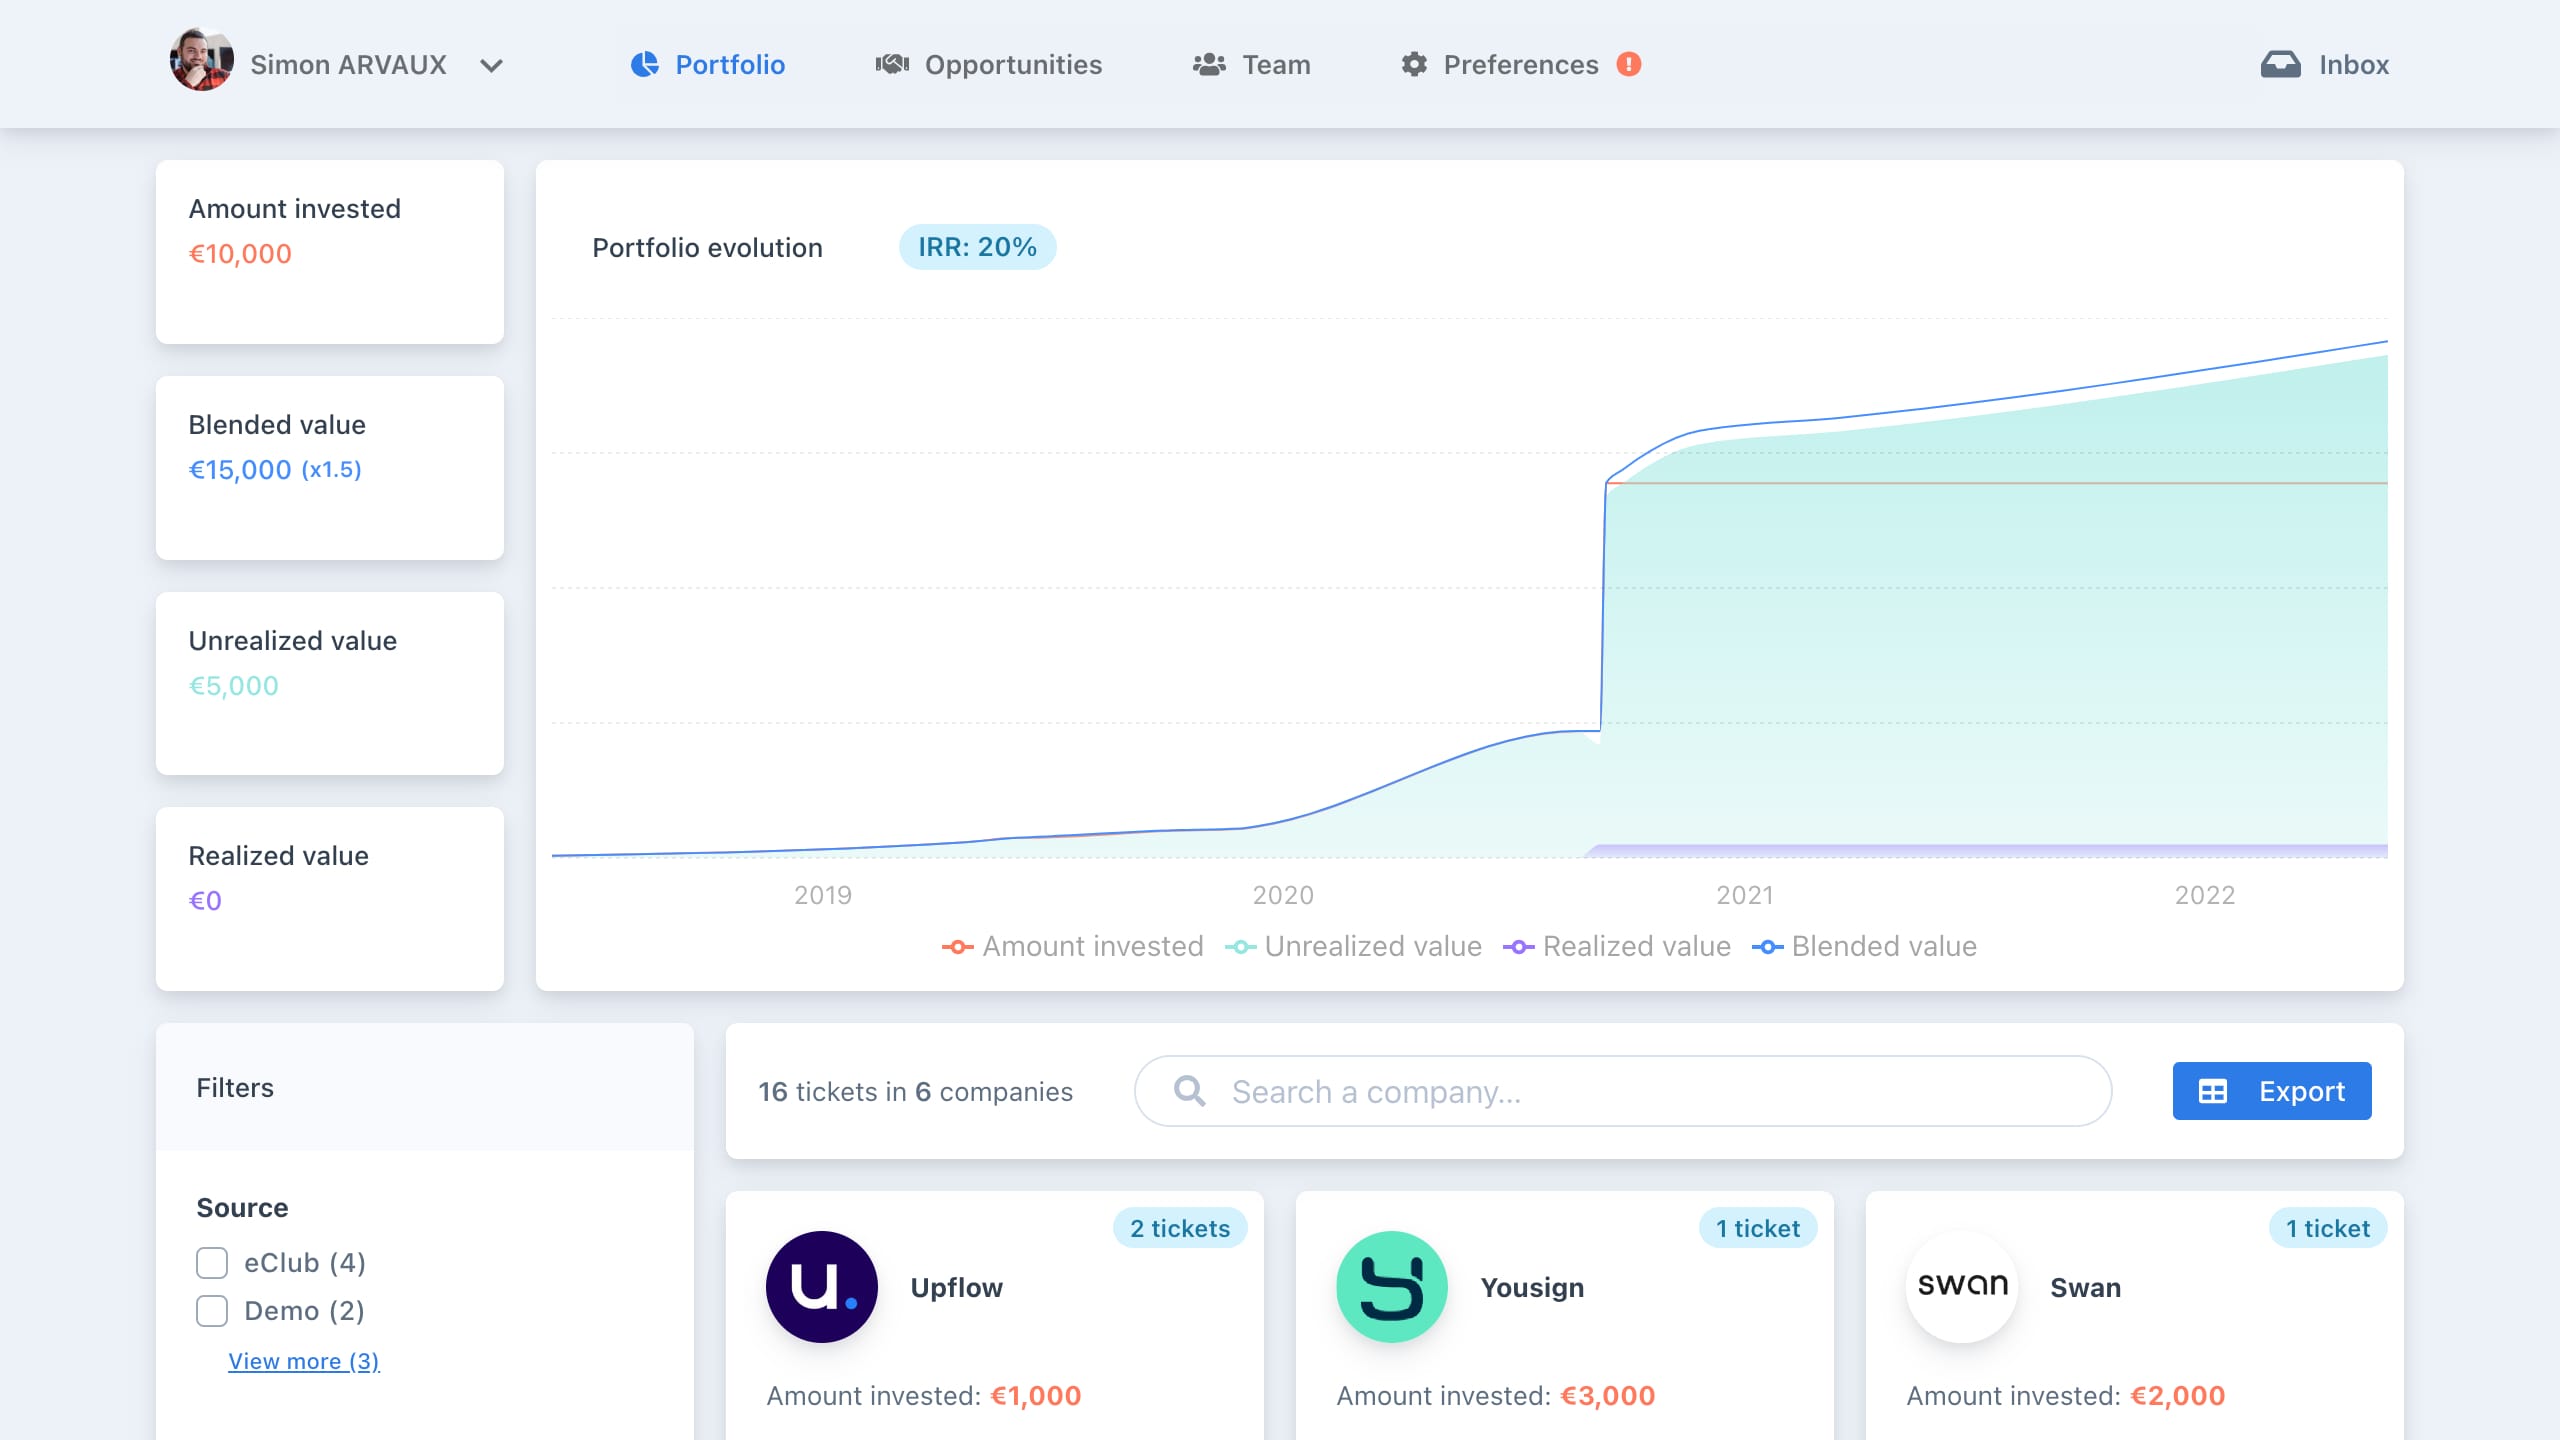 Simon ARVAUX
Portfolio
Opportunities
Team
Preferences
Inbox
Amount invested
€10,000
Blended value
€15,000 (x1.5)
Unrealized value
€5,000
Realized value
€0
Portfolio evolution
IRR: 20%
2019 2020 2021 2022
Amount invested Unrealized value Realized value Blended value
Filters
Source
eClub (4)
Demo (2)
View more (3)
16 tickets in 6 companies
Search a company...
Export
2 tickets
u.
Upflow
Amount invested: €1,000
1 ticket
Yousign
Amount invested: €3,000
1 ticket
swan
Swan
Amount invested: €2,000